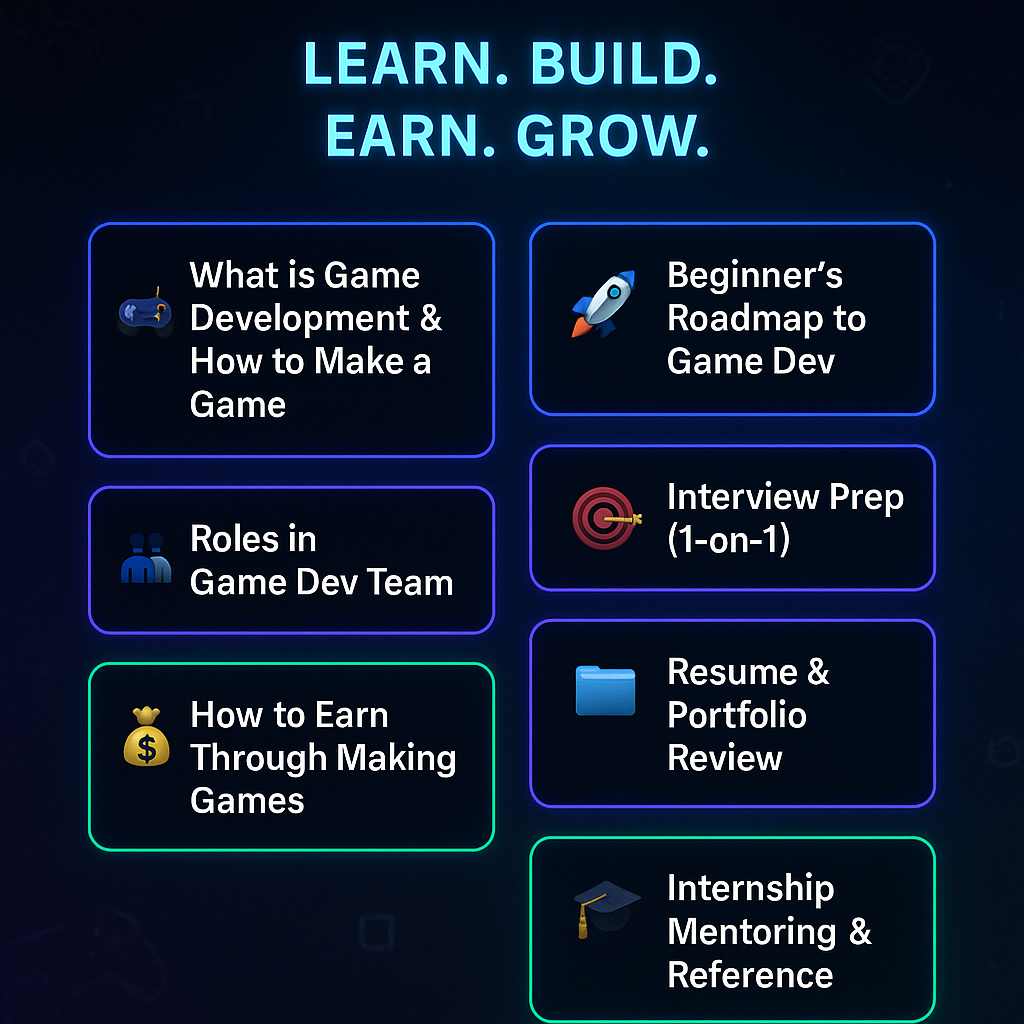 LEARN. BUILD.
EARN. GROW.
What is Game
Development &
How to Make a
Game
Roles in
Game Dev Team
$
How to Earn
Through Making
Games
Beginner’s
Roadmap to
Game Dev
Interview Prep
(1-on-1)
Resume &
Portfolio
Review
Internship
Mentoring &
Reference